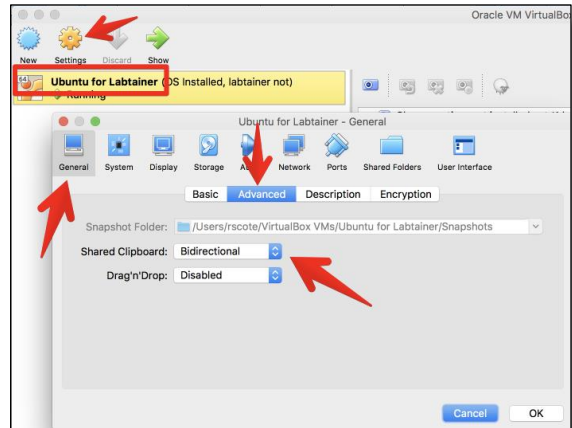 Oracle VM VirtualBo
New Settings Discard Show
64
Ubuntu for Labtainer (OS Installed, labtainer not)
Running
Ubuntu for Labtainer - General
General System Display Storage Network Ports Shared Folders User Interface
Basic Advanced Description Encryption
Snapshot Folder: /Users/rscote/VirtualBox VMs/Ubuntu for Labtainer/Snapshots
Shared Clipboard: Bidirectional
Drag'n'Drop: Disabled
Cancel OK